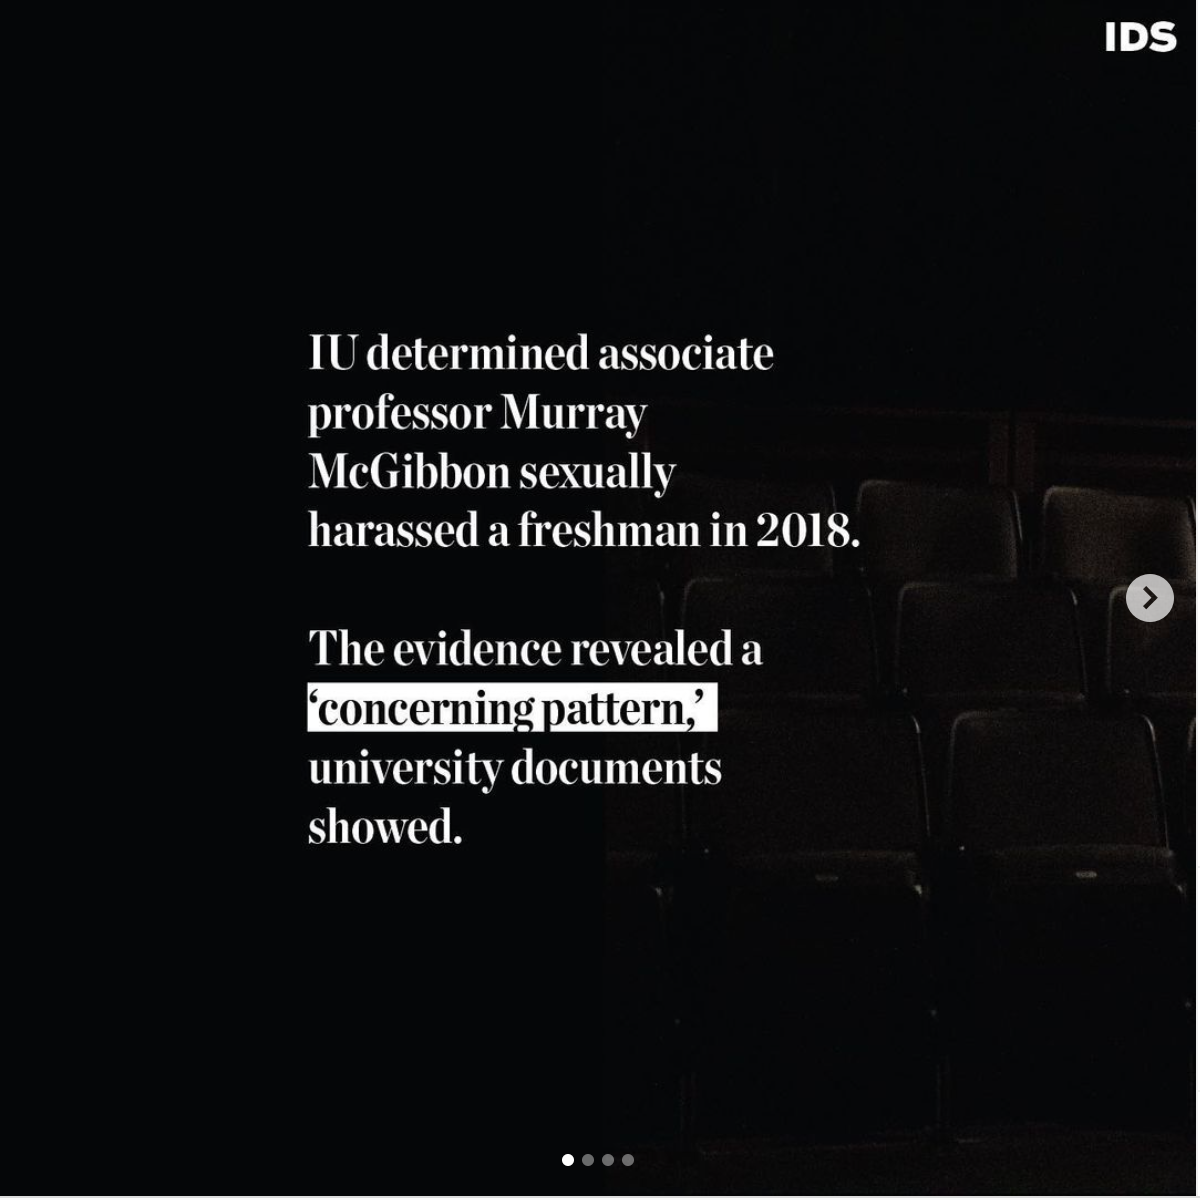 IDS
IU determined associate
professor Murray
McGibbon sexually
harassed a freshman in 2018.
The evidence revealed a
‘concerning pattern,’
university documents
showed.